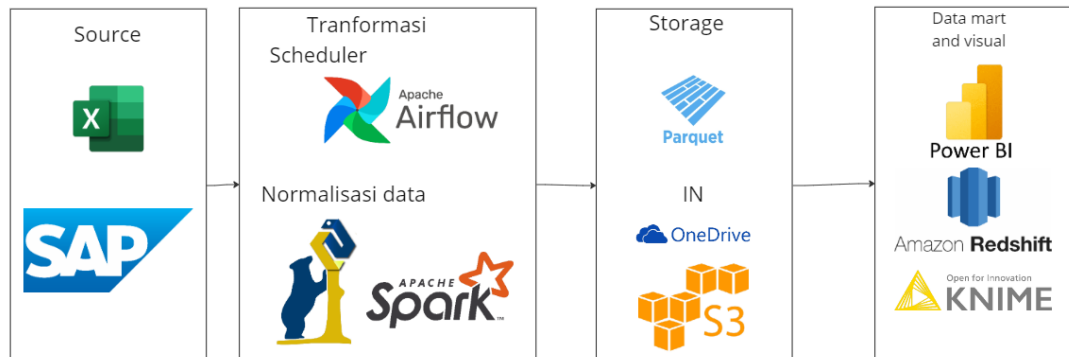 Source
X
SAP
Tranformasi
Scheduler
Apache
Airflow
Normalisasi data
APACHE
Spark
TM
Storage
Parquet
IN
OneDrive
S3
Data mart
and visual
Power BI
Amazon Redshift
Open for Innovation
KNIME